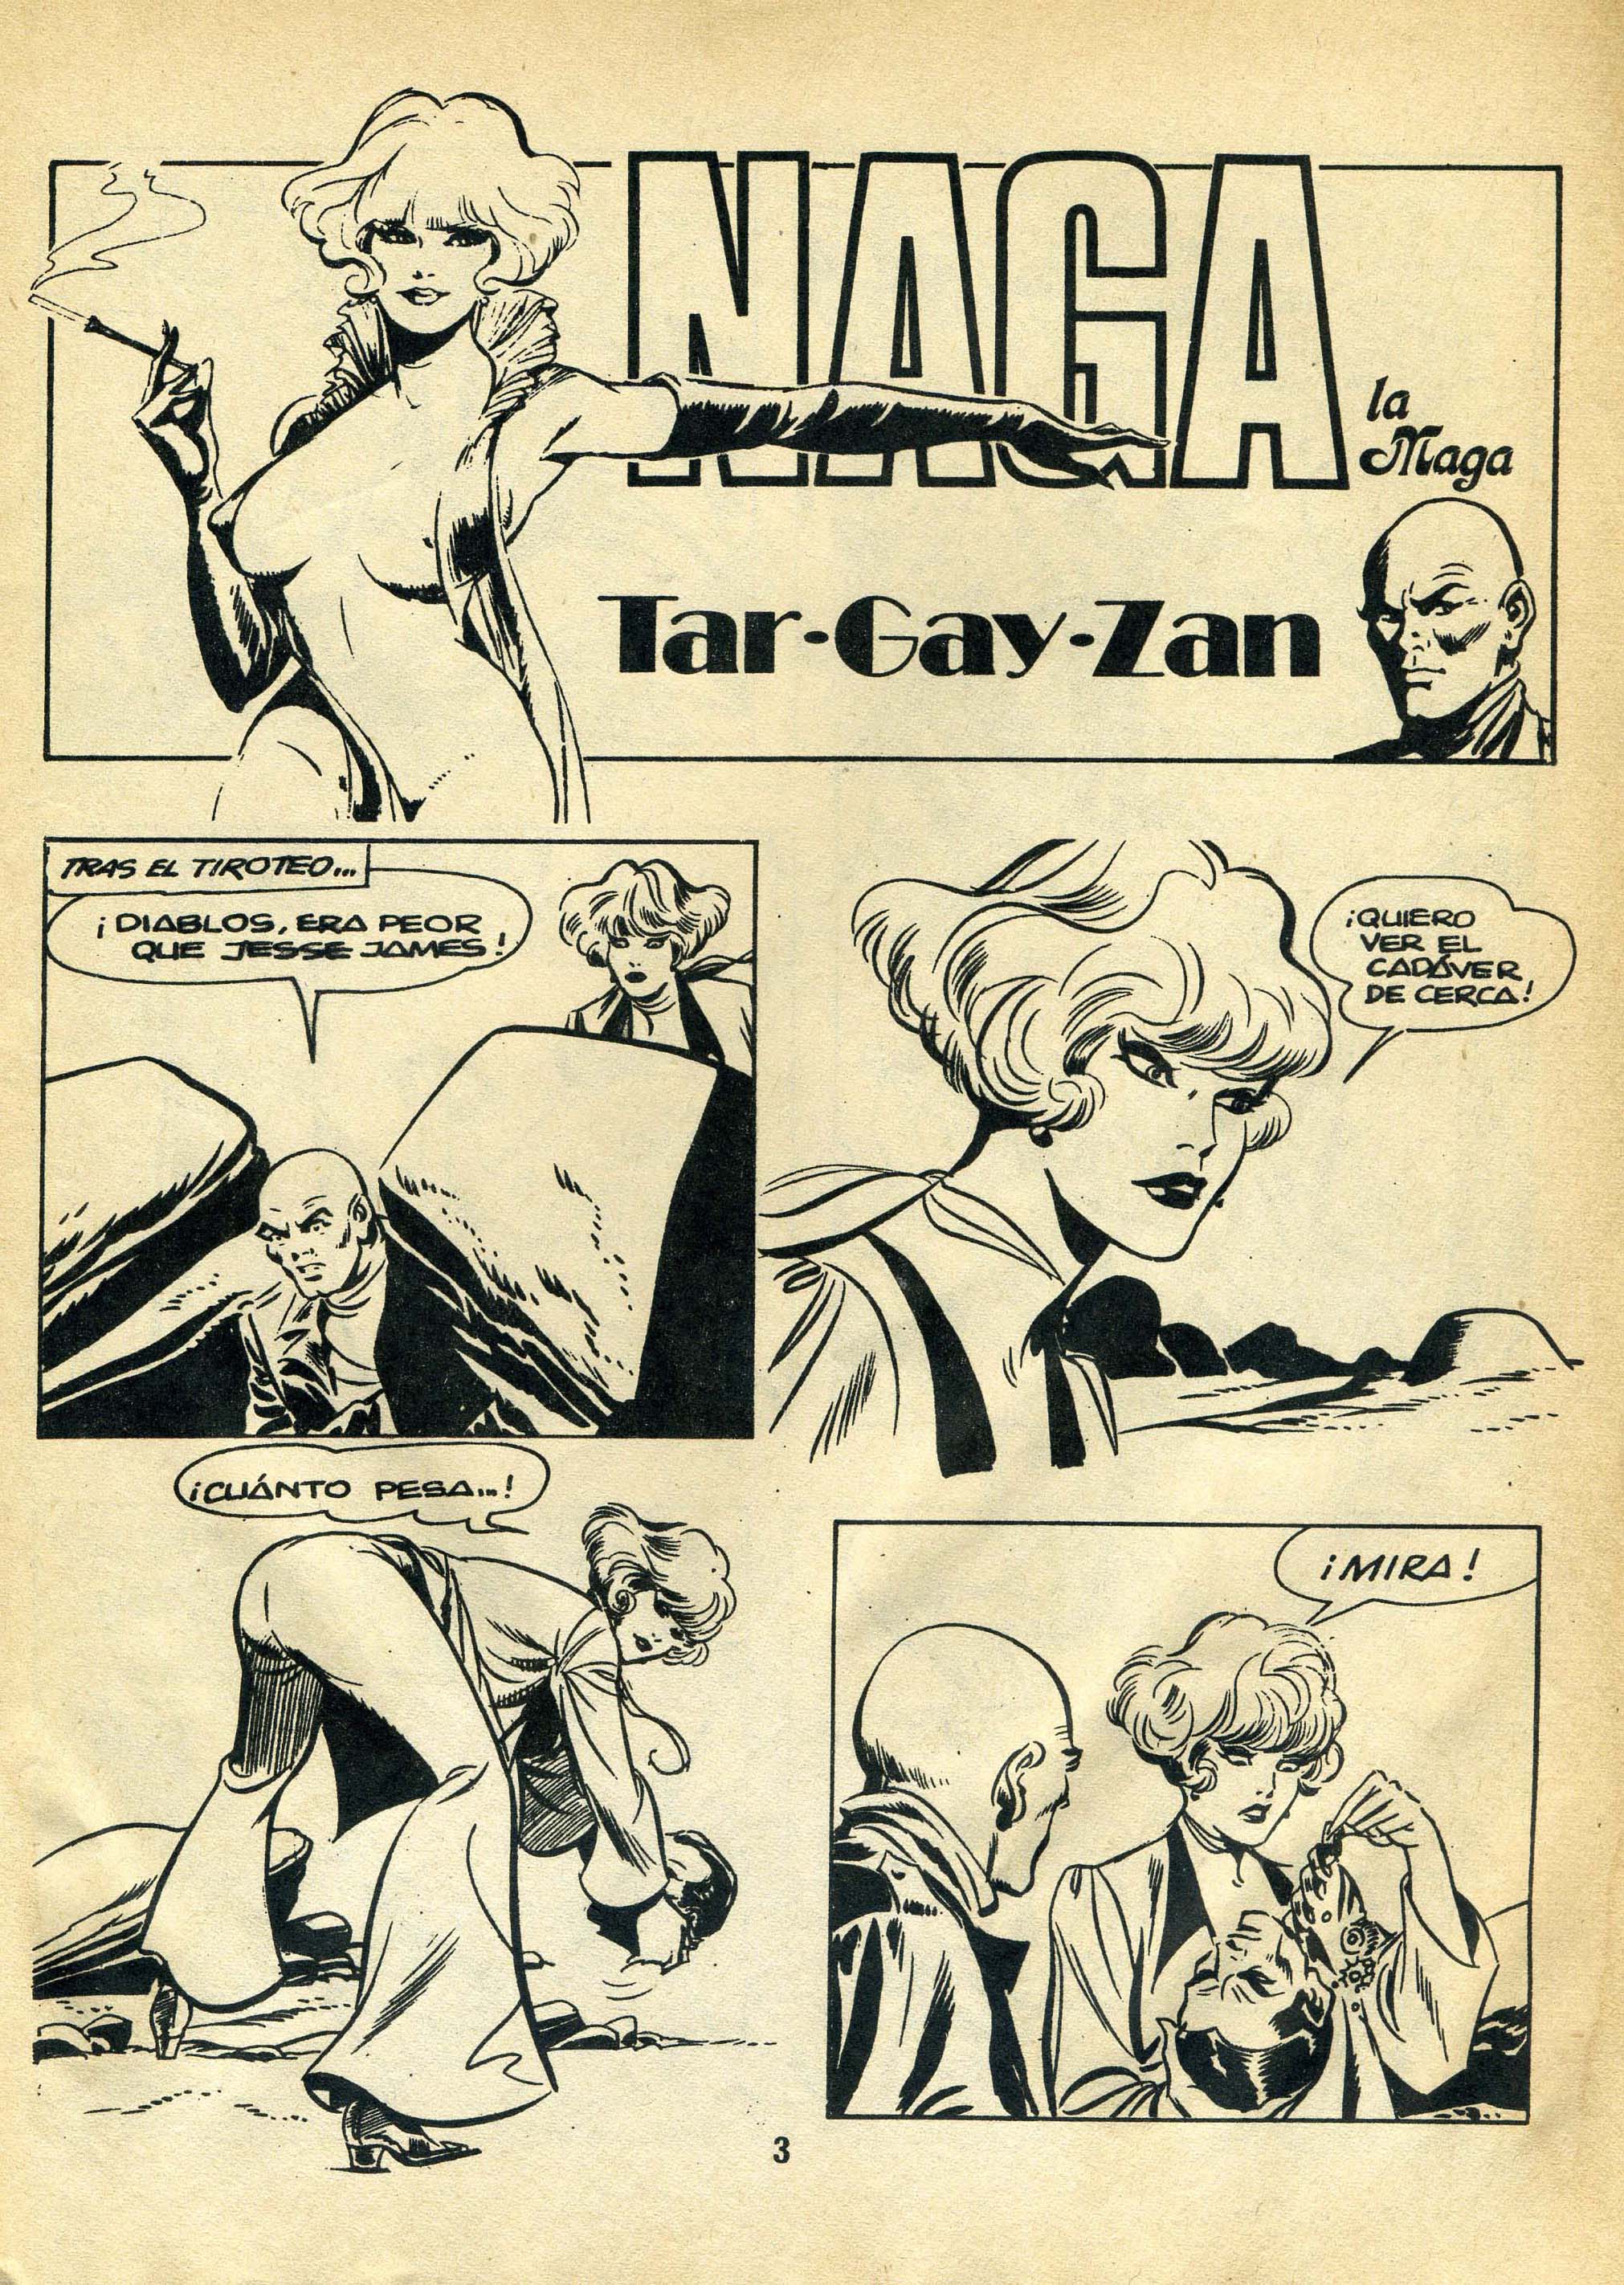 NAGA
la
Maga
Tar-Gay-Zan
TRAS EL TIROTEO...
¡DIABLOS, ERA PEOR
QUE JESSE JAMES!
¡QUIERO
VER EL
CADÁVER
DE CERCA!
¡CUÁNTO PESA...!
¡MIRA!
3